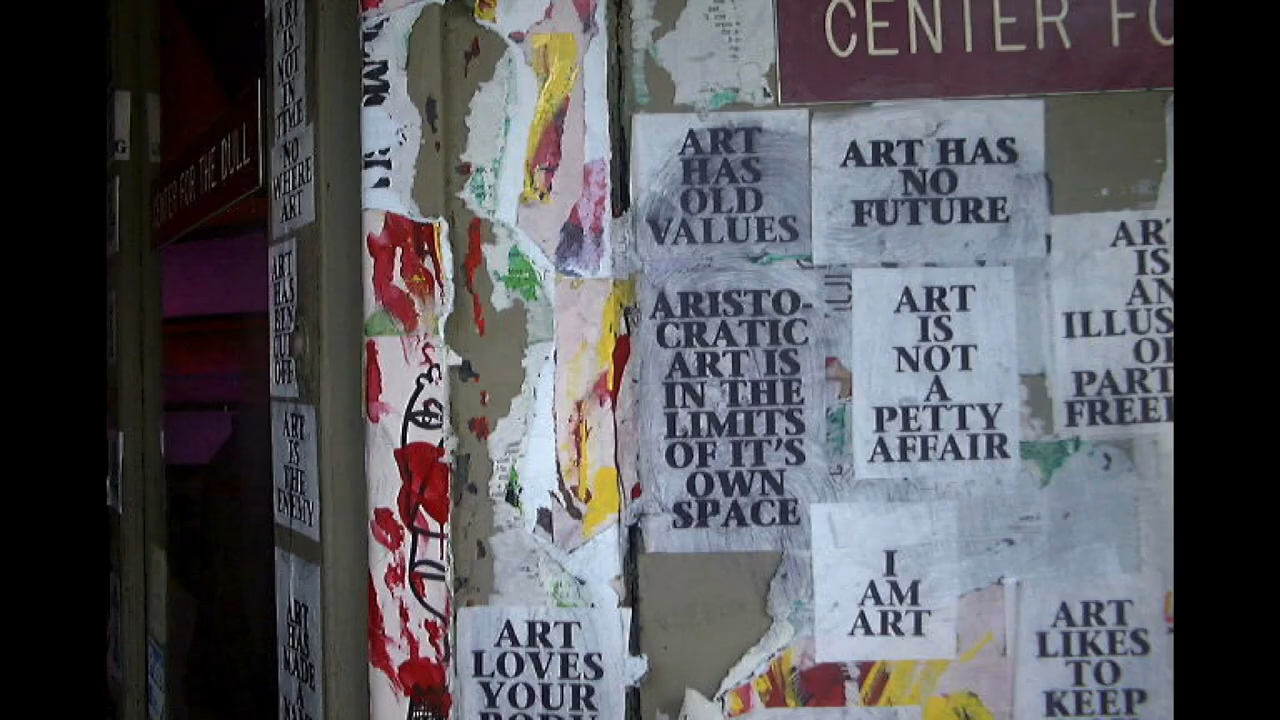 CENTER FO
CENTER FOR THE DULL
ART
IS
NOT
IN
NO
WHERE
ART
ART
HAS
CUT
OFF
ART
IS
THE
ENEMY
ART
HAS
MADE
A
ART
HAS
OLD
VALUES
ART HAS
NO
FUTURE
ARISTO-
CRATIC
ART IS
IN THE
LIMITS
OF IT'S
OWN
SPACE
ART
IS
NOT
A
PETTY
AFFAIR
ART
IS
AN
ILLUS
OF
PART
FREE
I
AM
ART
ART
LOVES
YOUR
BODY
ART
LIKES
TO
KEEP